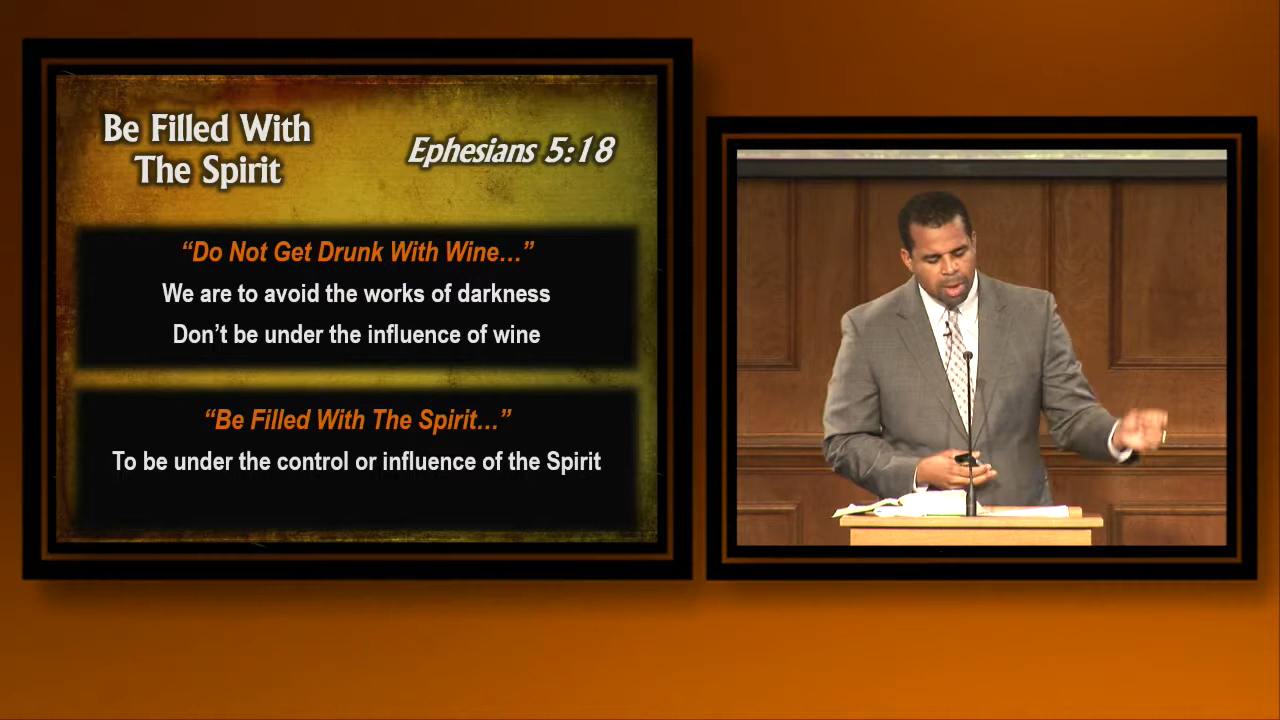 Be Filled With
The Spirit
Ephesians 5:18
“Do Not Get Drunk With Wine…”
We are to avoid the works of darkness
Don’t be under the influence of wine
“Be Filled With The Spirit…”
To be under the control or influence of the Spirit